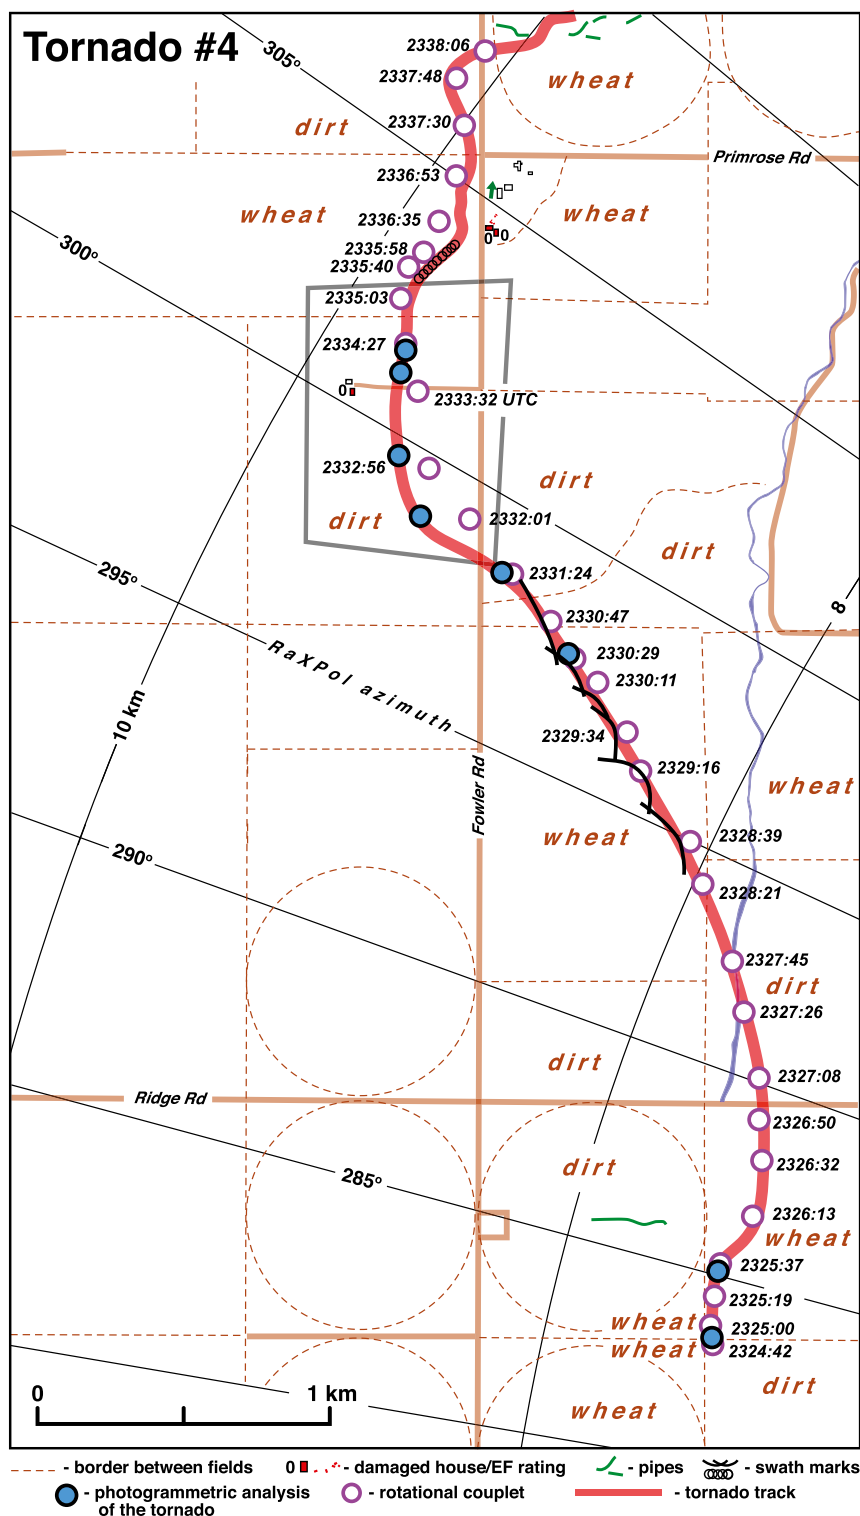 Tornado #4
305º
2338:06
2337:48
wheat
dirt
2337:30
Primrose Rd
2336:53
wheat
2336:35
wheat
0 0
300º
2335:58
2335:40
2335:03
2334:27
0
2333:32 UTC
2332:56
dirt
dirt
2332:01
dirt
295º
2331:24
8
2330:47
RaXPol azimuth
2330:29
2330:11
10 km
2329:34
2329:16
Fowler Rd
wheat
wheat
2328:39
290º
2328:21
2327:45
dirt
2327:26
dirt
2327:08
Ridge Rd
2326:50
dirt
2326:32
285º
2326:13
wheat
2325:37
2325:19
wheat
2325:00
wheat
2324:42
dirt
0 1 km
wheat
- border between fields
0 - damaged house/EF rating
- pipes
- swath marks
- photogrammetric analysis
of the tornado
- rotational couplet
- tornado track